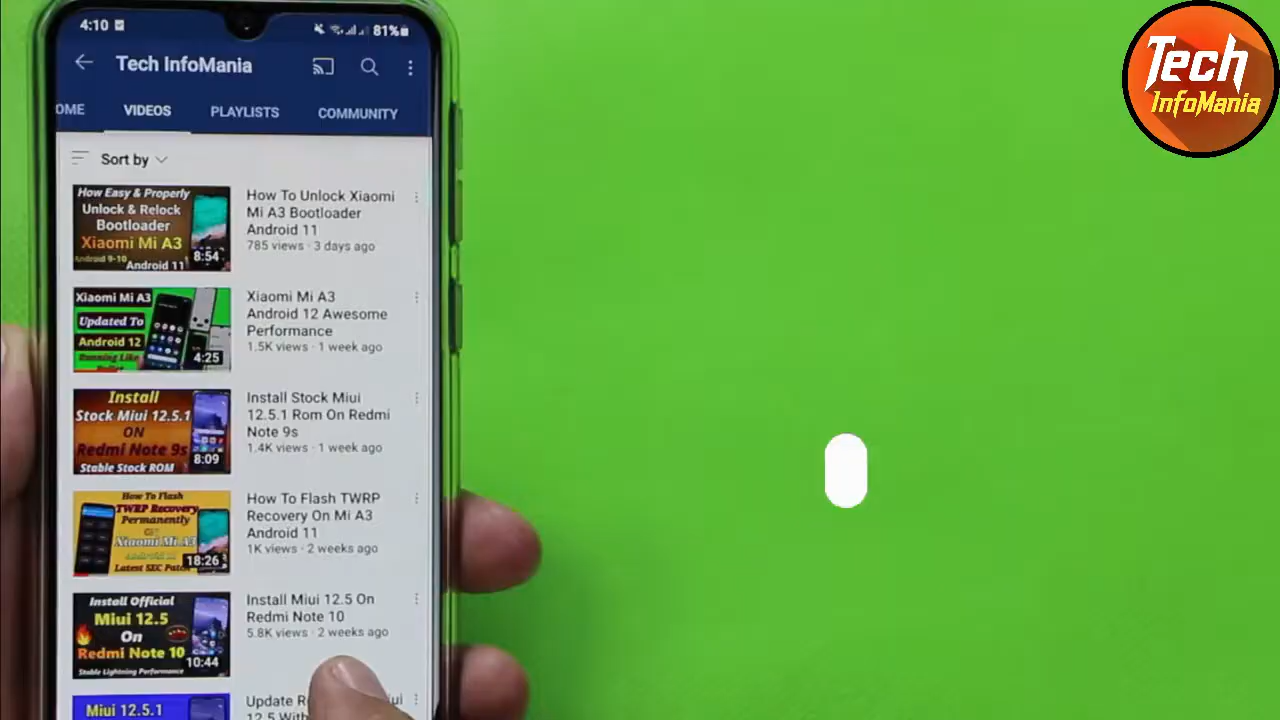 4:10
81%
Tech InfoMania
OME
VIDEOS
PLAYLISTS
COMMUNITY
Sort by
How Easy & Properly
Unlock & Relock
Bootloader
Xiaomi Mi A3
Android 9-10
Android 11
8:54
How To Unlock Xiaomi
Mi A3 Bootloader
Android 11
785 views · 3 days ago
Xiaomi Mi A3
Updated To
Android 12
Running Like
4:25
Xiaomi Mi A3
Android 12 Awesome
Performance
1.5K views · 1 week ago
Install
Stock Miui 12.5.1
ON
Redmi Note 9s
Stable Stock ROM
8:09
Install Stock Miui
12.5.1 Rom On Redmi
Note 9s
1.4K views · 1 week ago
How To Flash
TWRP Recovery
Permanently
Xiaomi Mi A3
Latest SEC Patch
18:26
How To Flash TWRP
Recovery On Mi A3
Android 11
1K views · 2 weeks ago
Install Official
Miui 12.5
On
Redmi Note 10
Stable Lightning Performance
10:44
Install Miui 12.5 On
Redmi Note 10
5.8K views · 2 weeks ago
Miui 12.5.1
Update
12.5
Tech
InfoMania